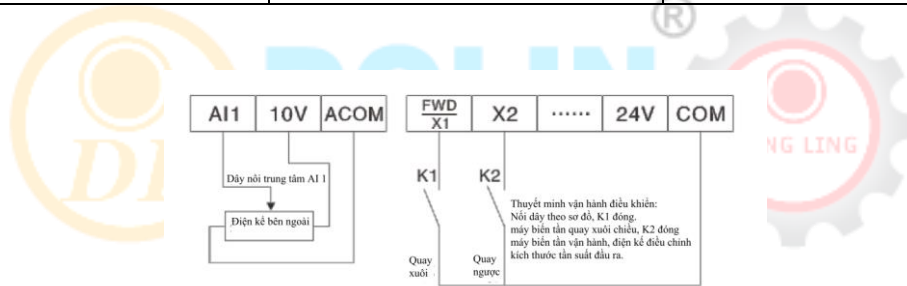 ®
AI1 10V ACOM FWD/X1 X2 ...... 24V COM
NG LING
Dây nối trung tâm AI 1
Điện kế bên ngoài
K1 K2
Thuyết minh vận hành điều khiển:
Nối dây theo sơ đồ, K1 đóng.
máy biến tần quay xuôi chiều, K2 đóng
máy biến tần vận hành, điện kế điều chỉnh
kích thước tần suất đầu ra.
Quay
xuôi
Quay
ngược